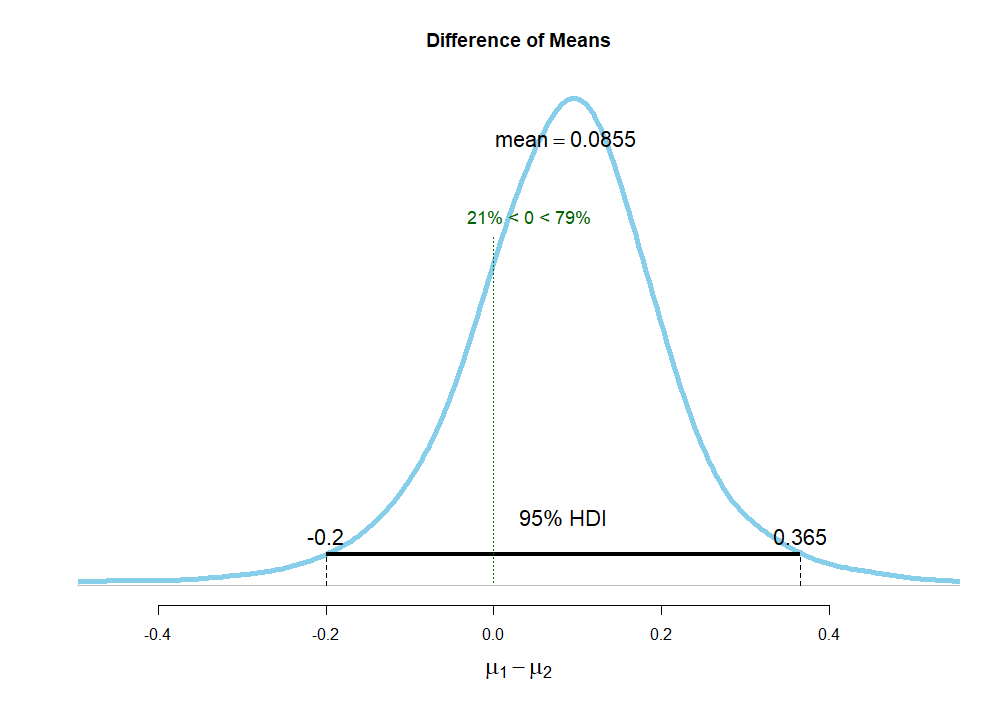 Difference of Means
mean = 0.0855
21% < 0 < 79%
95% HDI
-0.2 0.365
-0.4 -0.2 0.0 0.2 0.4
μ1 − μ2